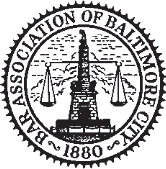 BAR ASSOCIATION OF BALTIMORE CITY
1880